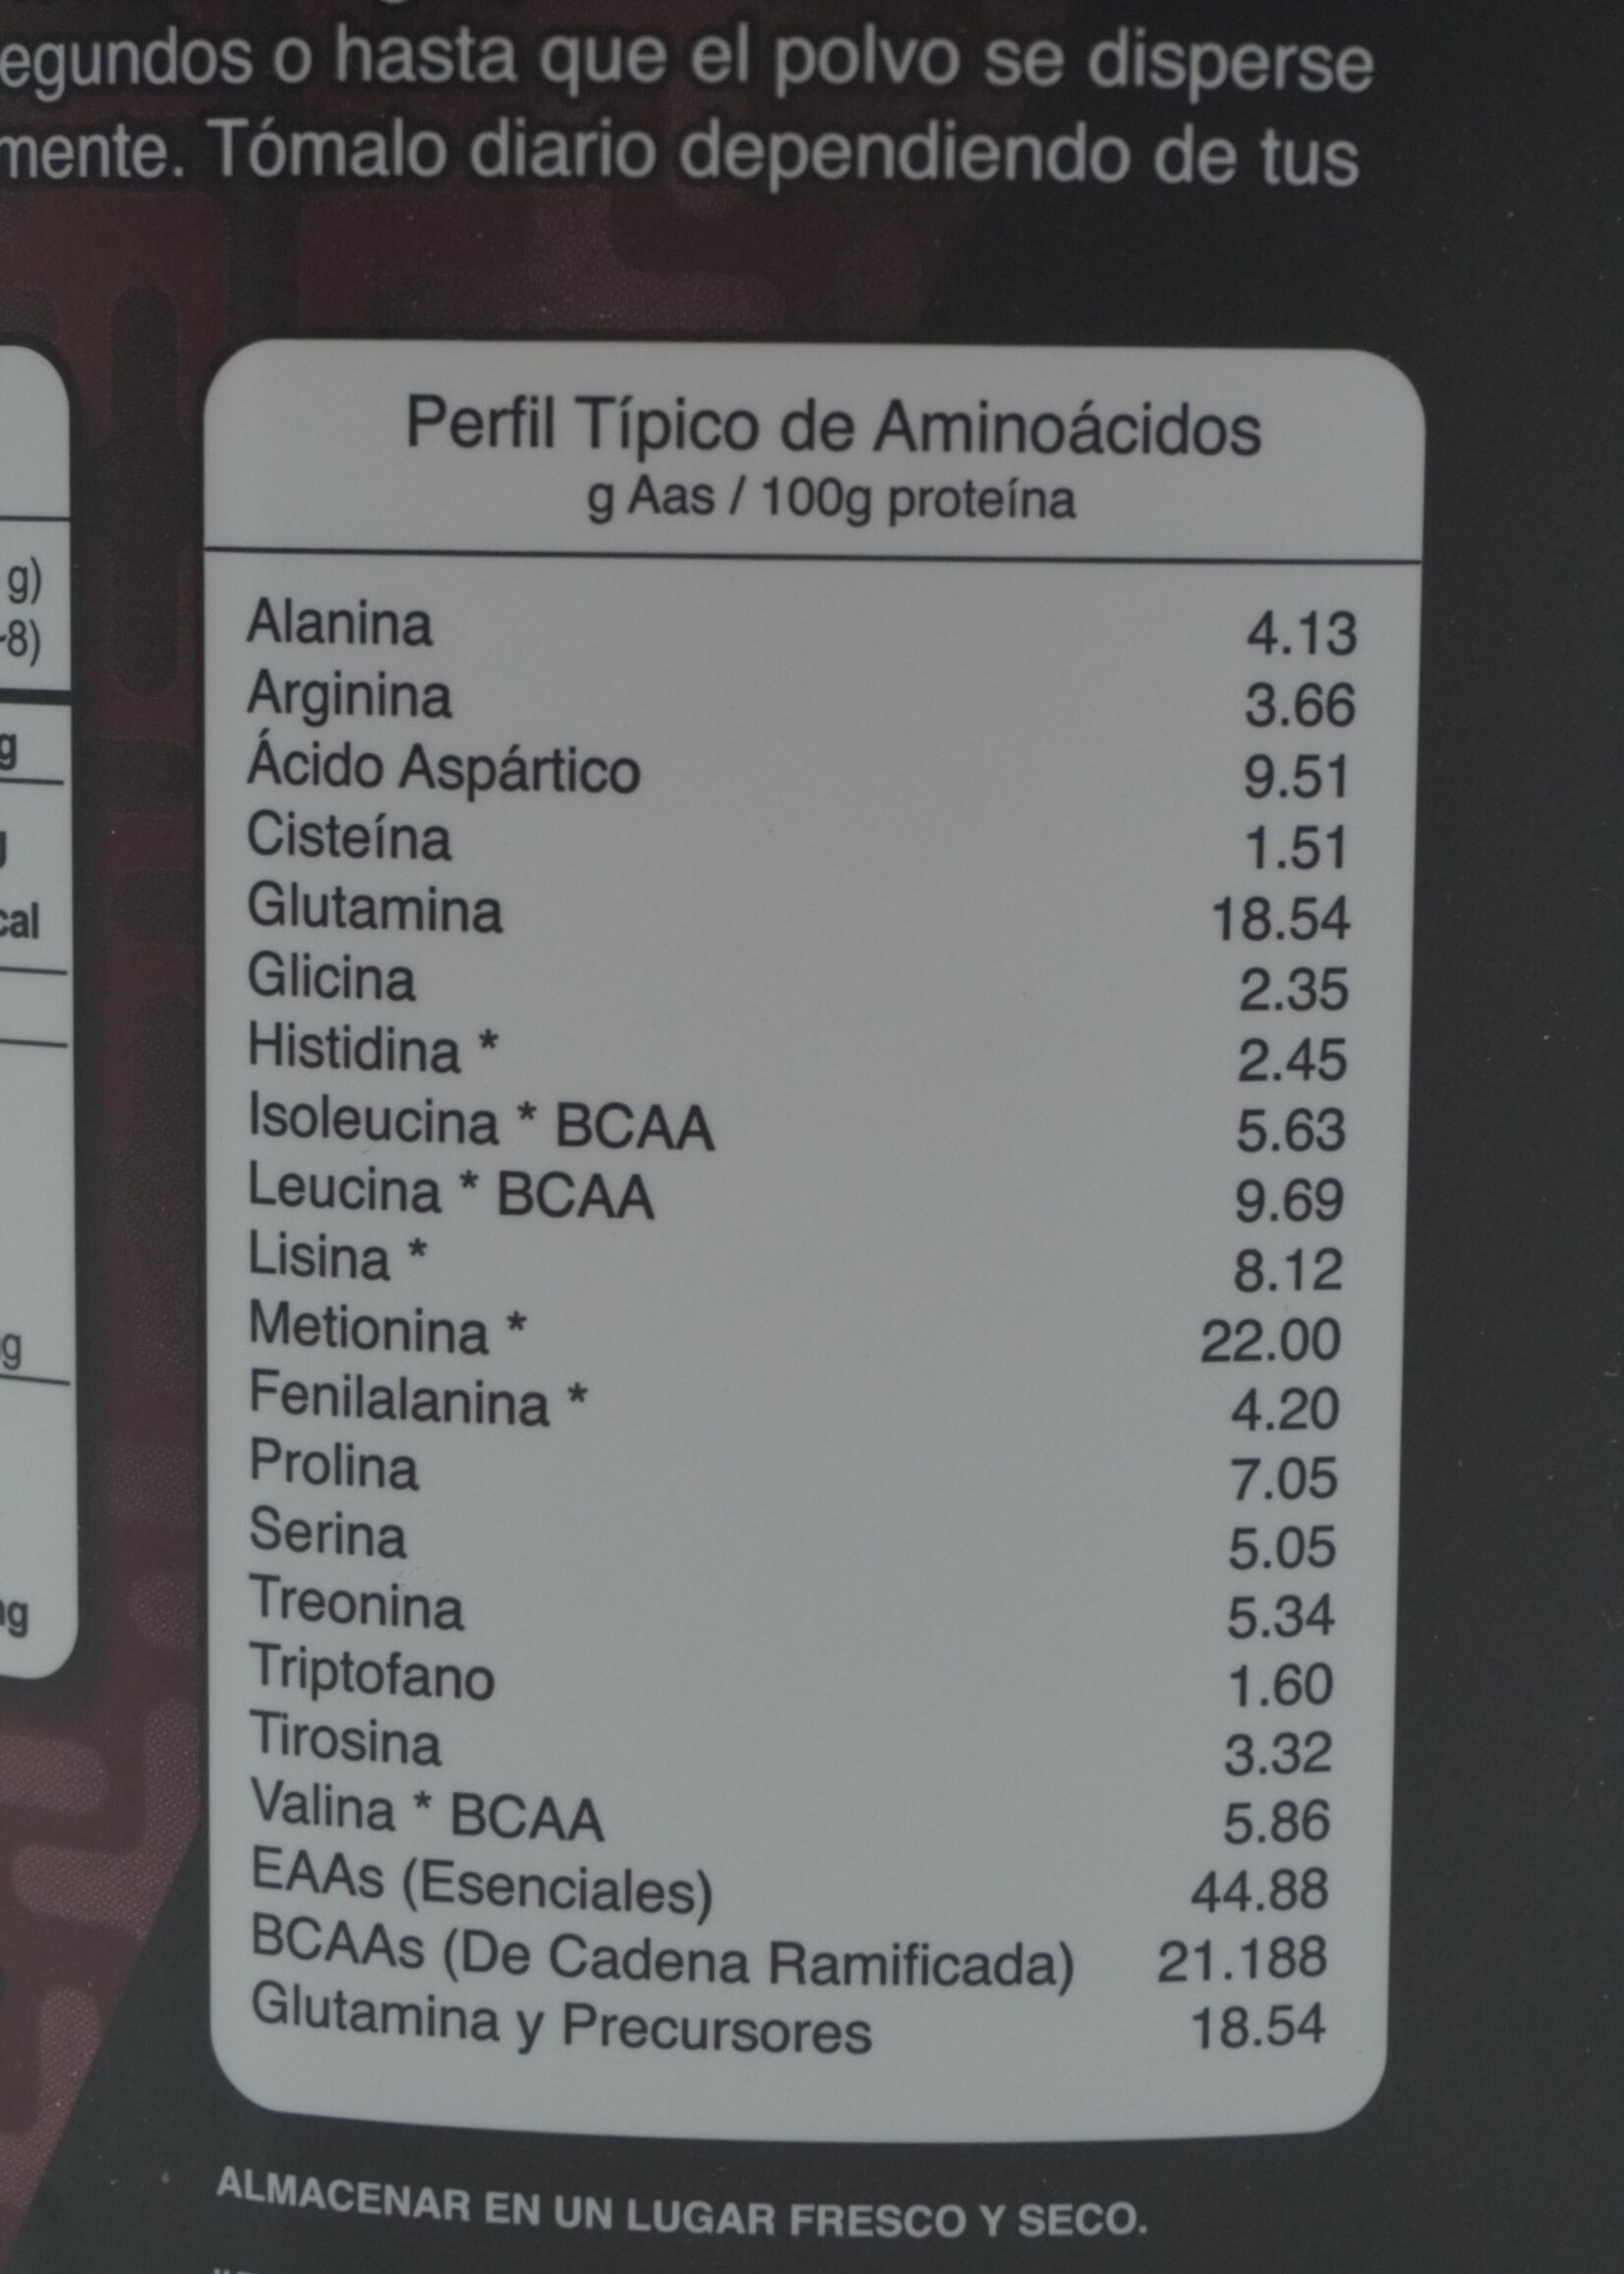 egundos o hasta que el polvo se disperse
mente. Tómalo diario dependiendo de tus
g)
-8)
g
cal
g
g
Perfil Típico de Aminoácidos
g Aas / 100g proteína
Alanina 4.13
Arginina 3.66
Ácido Aspártico 9.51
Cisteína 1.51
Glutamina 18.54
Glicina 2.35
Histidina * 2.45
Isoleucina * BCAA 5.63
Leucina * BCAA 9.69
Lisina * 8.12
Metionina * 22.00
Fenilalanina * 4.20
Prolina 7.05
Serina 5.05
Treonina 5.34
Triptofano 1.60
Tirosina 3.32
Valina * BCAA 5.86
EAAs (Esenciales) 44.88
BCAAs (De Cadena Ramificada) 21.188
Glutamina y Precursores 18.54
ALMACENAR EN UN LUGAR FRESCO Y SECO.